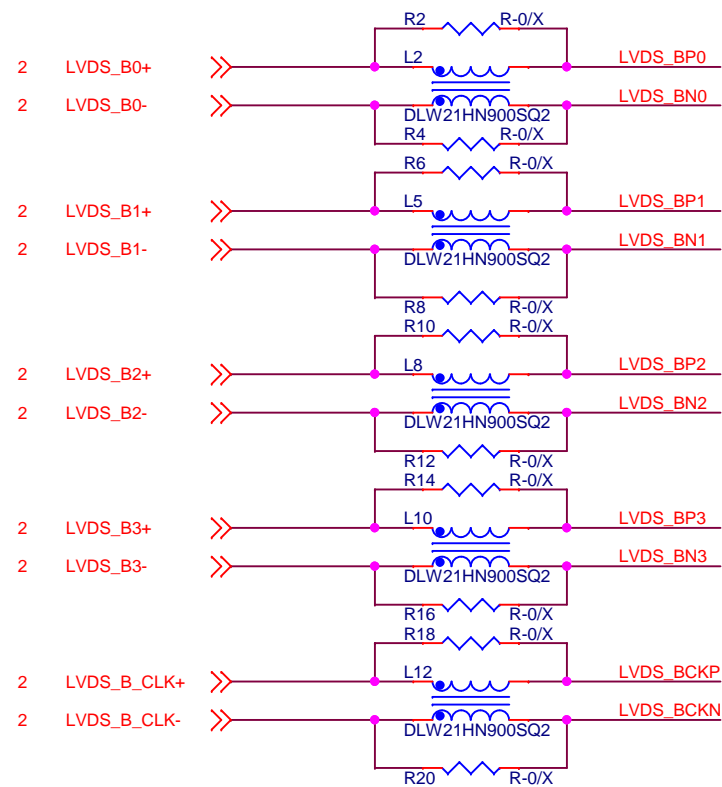 R2 R-0/X
2 LVDS_B0+ L2 LVDS_BP0
2 LVDS_B0- LVDS_BN0
DLW21HN900SQ2
R4 R-0/X
R6 R-0/X
2 LVDS_B1+ L5 LVDS_BP1
2 LVDS_B1- LVDS_BN1
DLW21HN900SQ2
R8 R-0/X
R10 R-0/X
2 LVDS_B2+ L8 LVDS_BP2
2 LVDS_B2- LVDS_BN2
DLW21HN900SQ2
R12 R-0/X
R14 R-0/X
2 LVDS_B3+ L10 LVDS_BP3
2 LVDS_B3- LVDS_BN3
DLW21HN900SQ2
R16 R-0/X
R18 R-0/X
2 LVDS_B_CLK+ L12 LVDS_BCKP
2 LVDS_B_CLK- LVDS_BCKN
DLW21HN900SQ2
R20 R-0/X